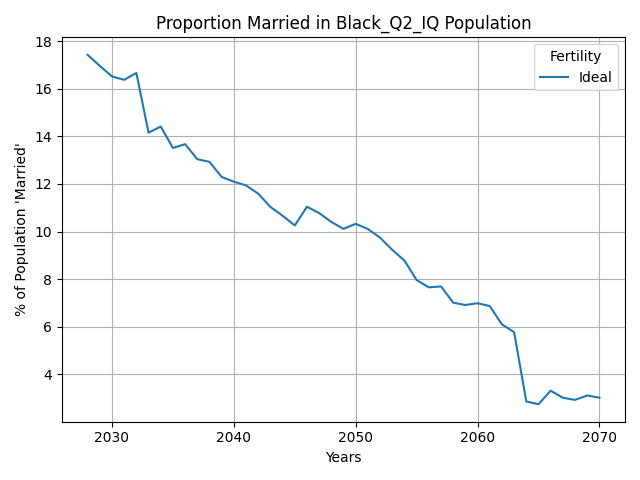 Proportion Married in Black_Q2_IQ Population
18
16
14
12
10
8
6
4
% of Population 'Married'
Fertility
Ideal
2030
2040
2050
2060
2070
Years